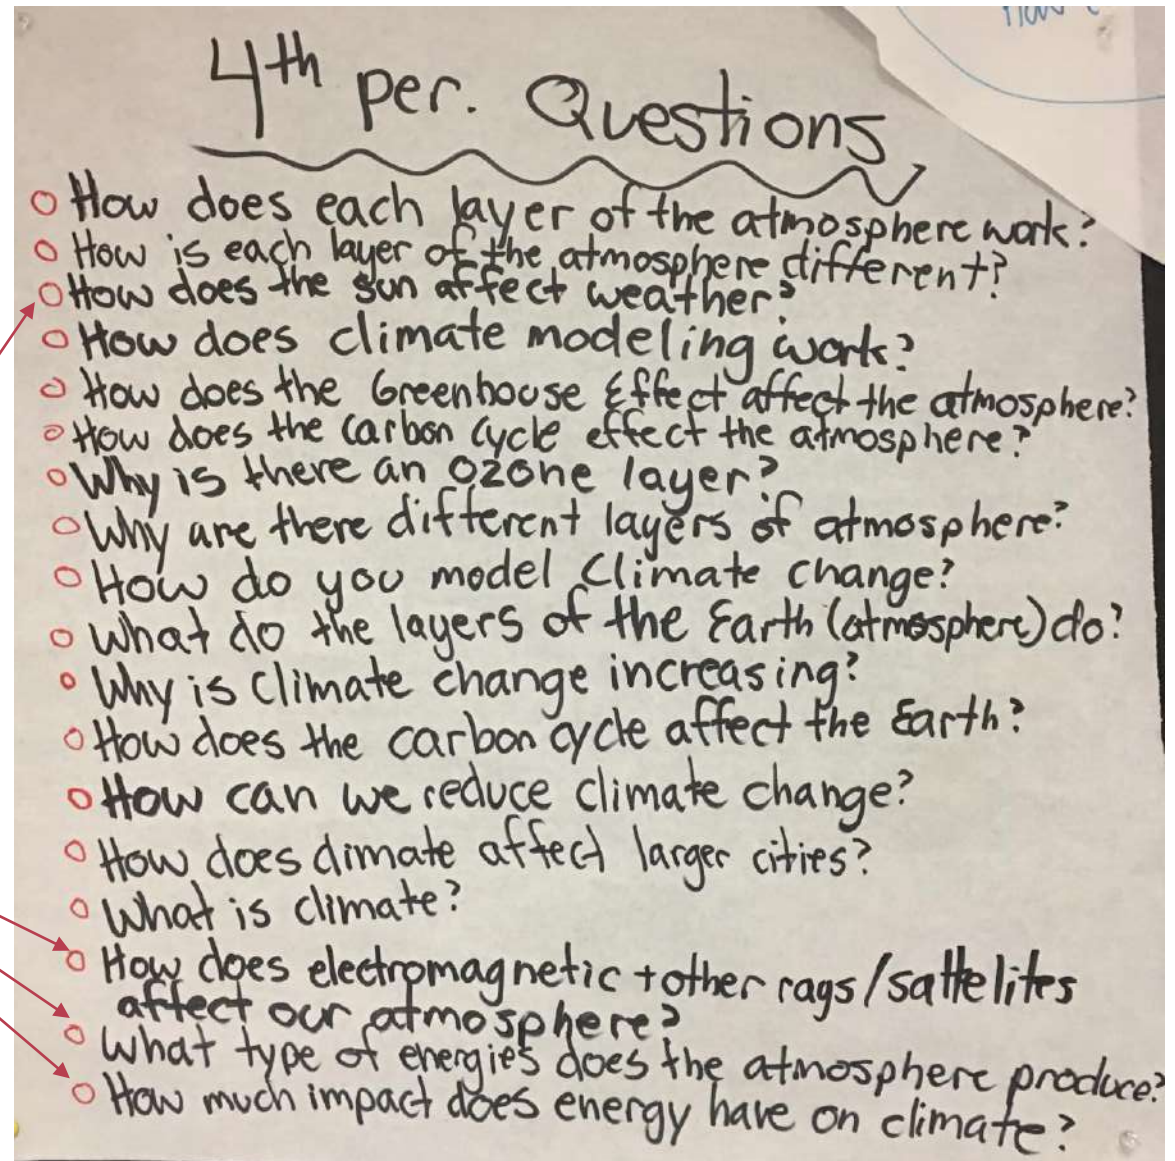 How
4th per. Questions
How does each layer of the atmosphere work?
How is each layer of the atmosphere different?
How does the sun affect weather?
How does climate modeling work?
How does the Greenhouse Effect affect the atmosphere?
How does the Carbon Cycle effect the atmosphere?
Why is there an ozone layer?
Why are there different layers of atmosphere?
How do you model Climate change?
What do the layers of the Earth (atmosphere) do?
Why is Climate change increasing?
How does the carbon cycle affect the Earth?
How can we reduce climate change?
How does climate affect larger cities?
What is climate?
How does electromagnetic + other rags/sattelites
affect our atmosphere?
What type of energies does the atmosphere produce?
How much impact does energy have on climate?